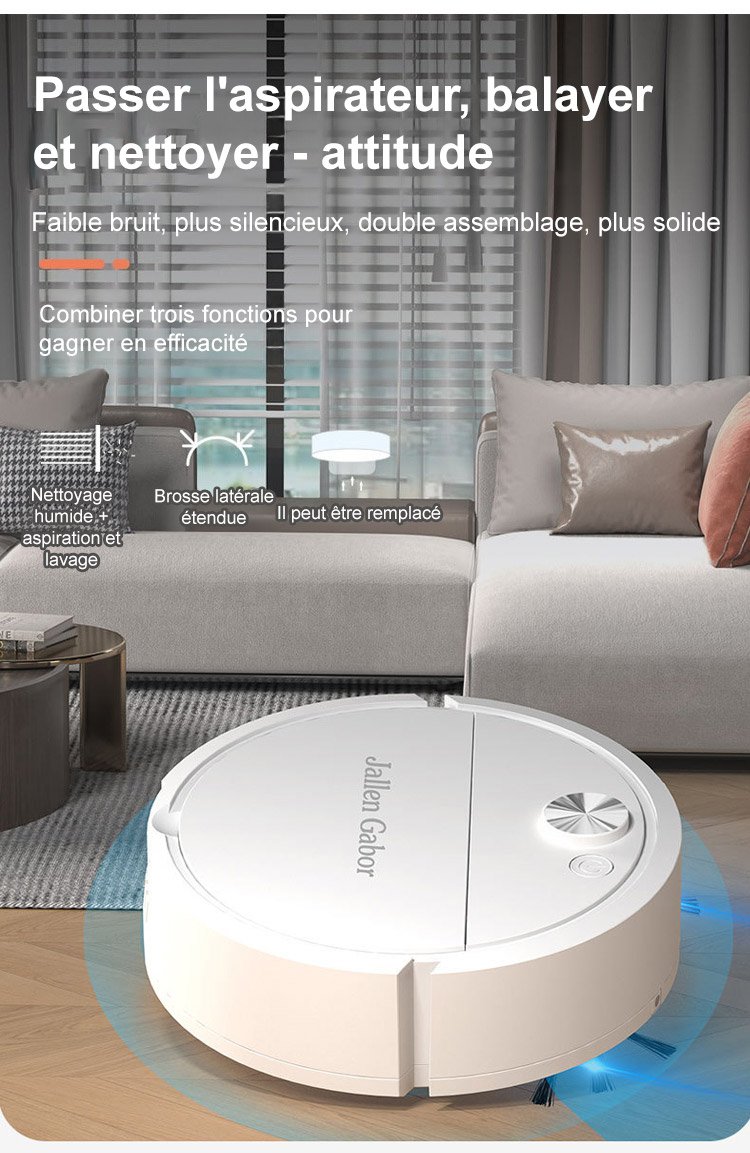 Passer l'aspirateur, balayer
et nettoyer - attitude
Faible bruit, plus silencieux, double assemblage, plus solide
Combiner trois fonctions pour
gagner en efficacité
Nettoyage
humide +
aspiration et
lavage
Brosse latérale
étendue
Il peut être remplacé
Jallen Gabor